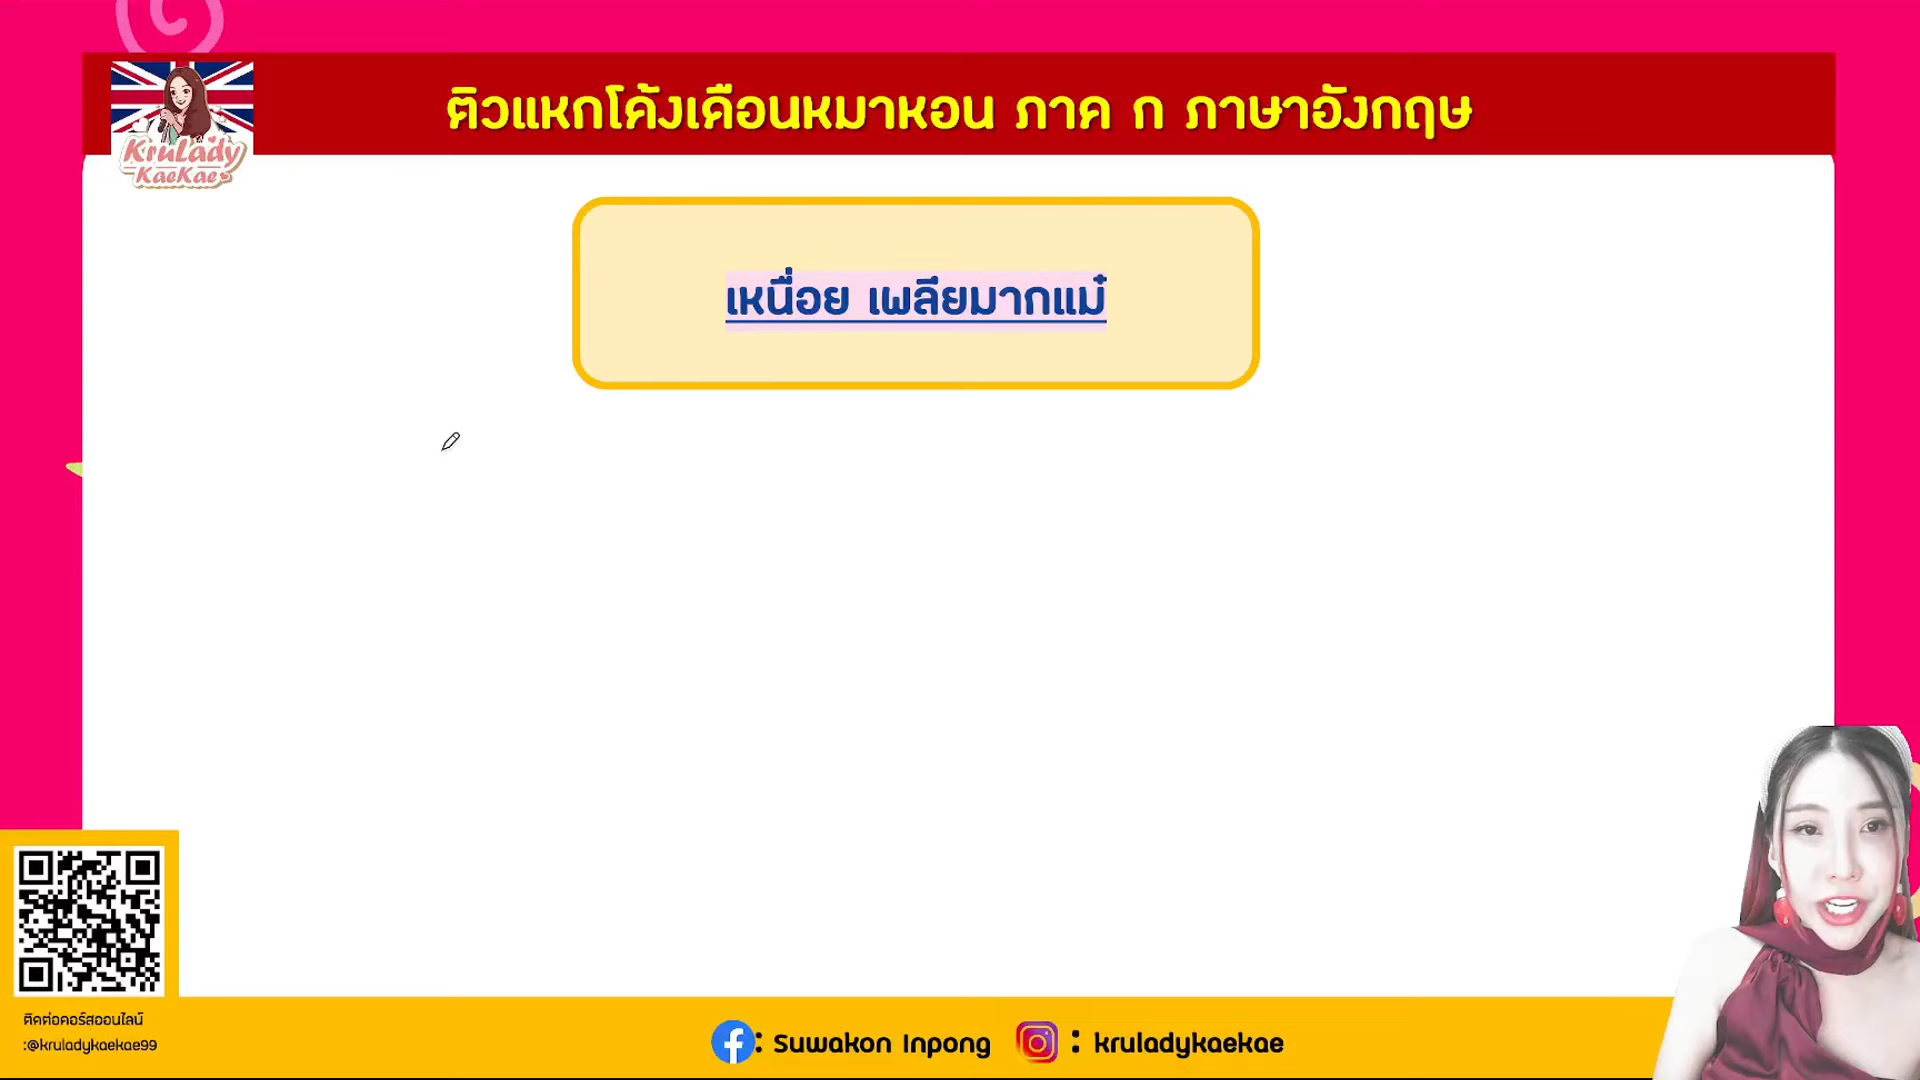 ติวแหกโค้งเดือนหมาหอน ภาค ก ภาษาอังกฤษ
KruLady
KaeKae
เหนื่อย เพลียมากแม่๋
ติดต่อคอร์สออนไลน์
:@kruladykaekae99
: Suwakon Inpong
: kruladykaekae